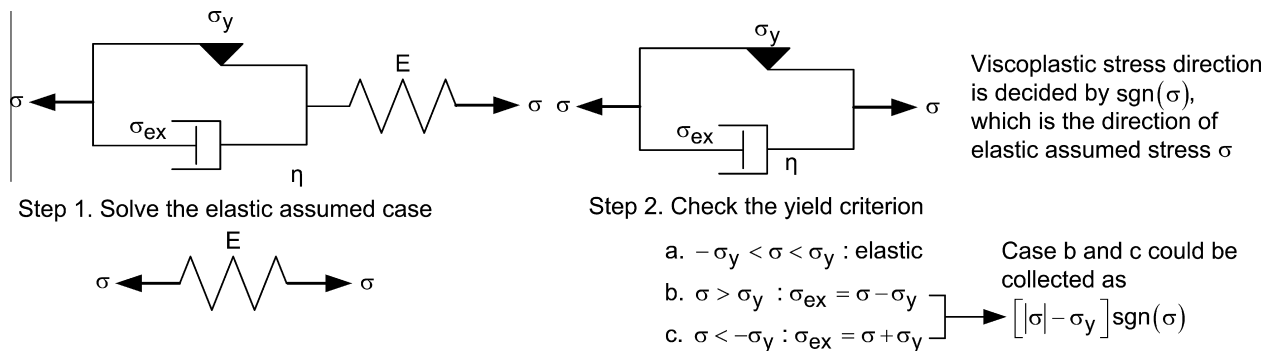 σy
E
σ
σ
σex
η
σy
σ
σ
σex
η
Viscoplastic stress direction
is decided by sgn(σ),
which is the direction of
elastic assumed stress σ
Step 1. Solve the elastic assumed case
E
σ
σ
Step 2. Check the yield criterion
a. −σy < σ < σy : elastic
b. σ > σy : σex = σ−σy
c. σ < −σy : σex = σ+σy
Case b and c could be
collected as
[|σ|−σy]sgn(σ)